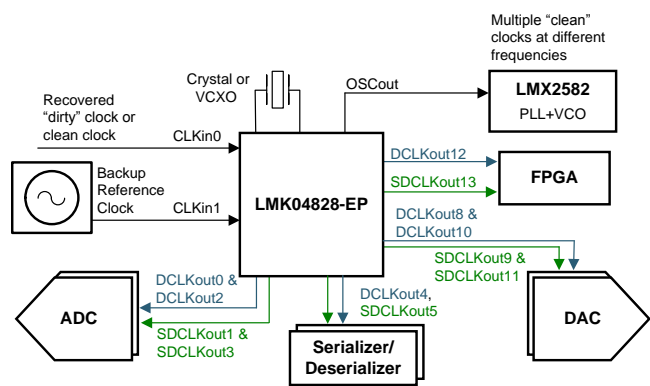 Multiple “clean”
clocks at different
frequencies
Crystal or
VCXO
OSCout
LMX2582
PLL+VCO
Recovered
“dirty” clock or
clean clock
CLKin0
Backup
Reference
Clock
CLKin1
LMK04828-EP
DCLKout12
SDCLKout13
FPGA
DCLKout8 &
DCLKout10
SDCLKout9 &
SDCLKout11
DAC
DCLKout0 &
DCLKout2
SDCLKout1 &
SDCLKout3
ADC
DCLKout4,
SDCLKout5
Serializer/
Deserializer